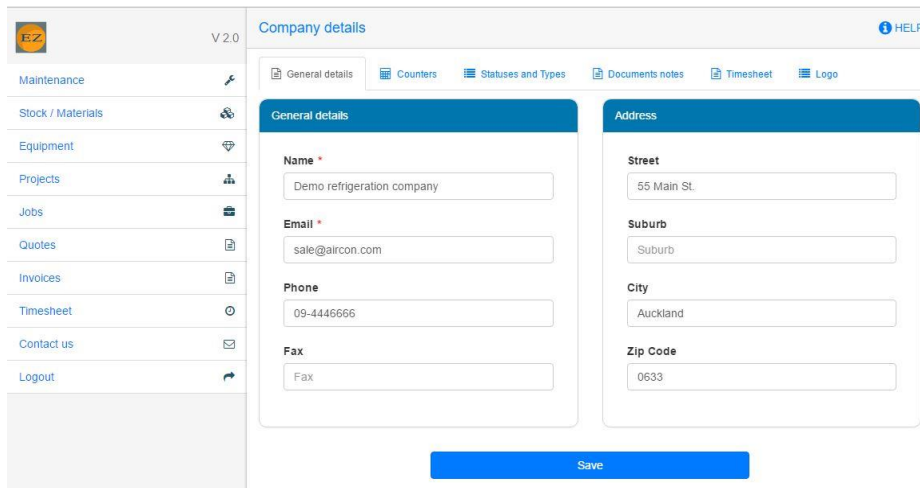 EZ V 2.0
Maintenance
Stock / Materials
Equipment
Projects
Jobs
Quotes
Invoices
Timesheet
Contact us
Logout
Company details
HELP
General details Counters Statuses and Types Documents notes Timesheet Logo
General details
Name *
Demo refrigeration company
Email *
sale@aircon.com
Phone
09-4446666
Fax
Fax
Address
Street
55 Main St.
Suburb
Suburb
City
Auckland
Zip Code
0633
Save